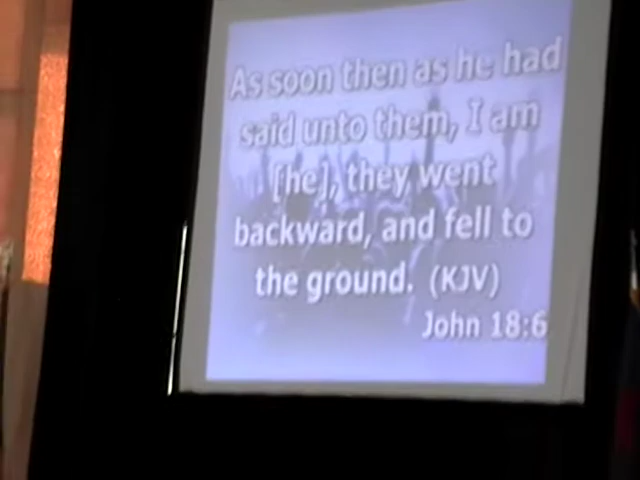 As soon then as he had
said unto them, I am
[he], they went
backward, and fell to
the ground. (KJV)
John 18:6